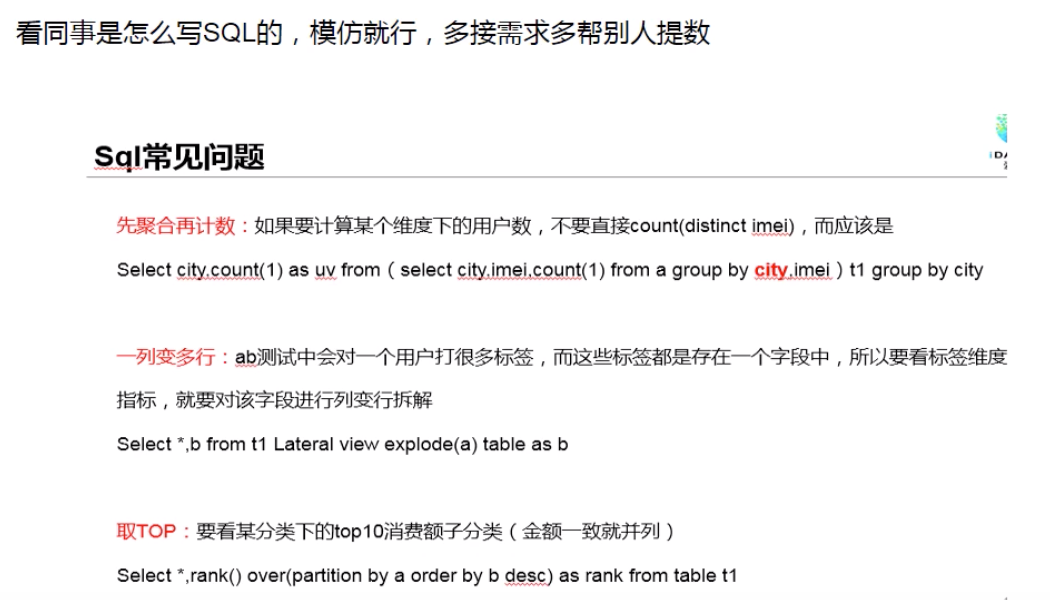 看同事是怎么写SQL的，模仿就行，多接需求多帮别人提数
Sql常见问题
先聚合再计数：如果要计算某个维度下的用户数，不要直接count(distinct imei)，而应该是
Select city,count(1) as uv from（select city,imei,count(1) from a group by city,imei）t1 group by city
一列变多行：ab测试中会对一个用户打很多标签，而这些标签都是存在一个字段中，所以要看标签维度
指标，就要对该字段进行列变行拆解
Select *,b from t1 Lateral view explode(a) table as b
取TOP：要看某分类下的top10消费额子分类（金额一致就并列）
Select *,rank() over(partition by a order by b desc) as rank from table t1